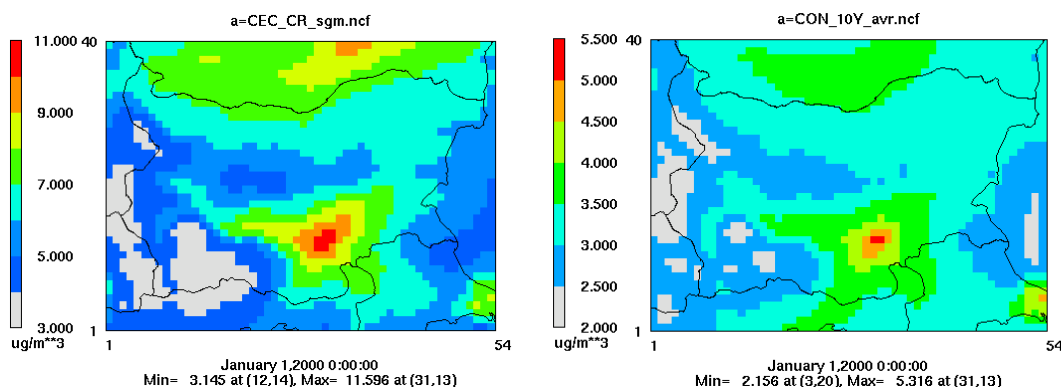 a=CEC_CR_sgm.ncf
11.000
9.000
7.000
5.000
3.000
ug/m**3
40
1
1
54
January 1,2000 0:00:00
Min= 3.145 at (12,14), Max= 11.596 at (31,13)
a=CON_10Y_avr.ncf
5.500
5.000
4.500
4.000
3.500
3.000
2.500
2.000
ug/m**3
40
1
1
54
January 1,2000 0:00:00
Min= 2.156 at (3,20), Max= 5.316 at (31,13)